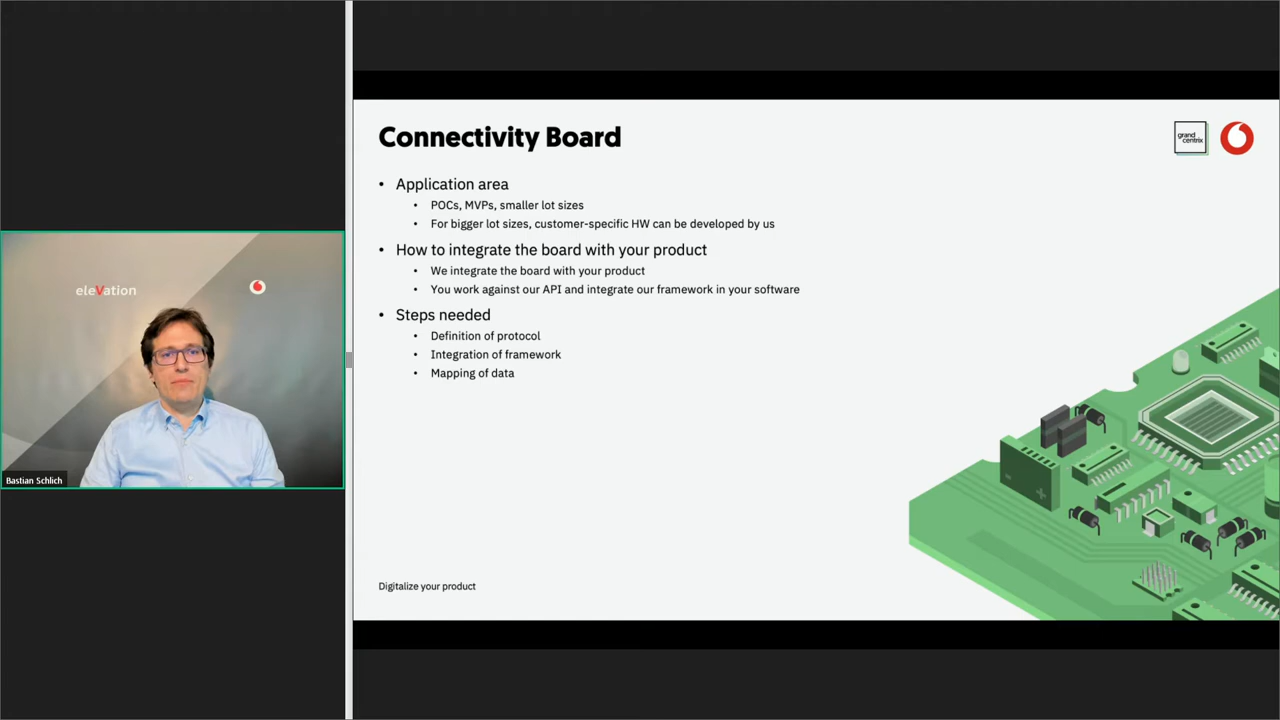 Connectivity Board
grand
centrix
• Application area
• POCs, MVPs, smaller lot sizes
• For bigger lot sizes, customer-specific HW can be developed by us
• How to integrate the board with your product
• We integrate the board with your product
• You work against our API and integrate our framework in your software
• Steps needed
• Definition of protocol
• Integration of framework
• Mapping of data
Digitalize your product
eleVation
Bastian Schlich